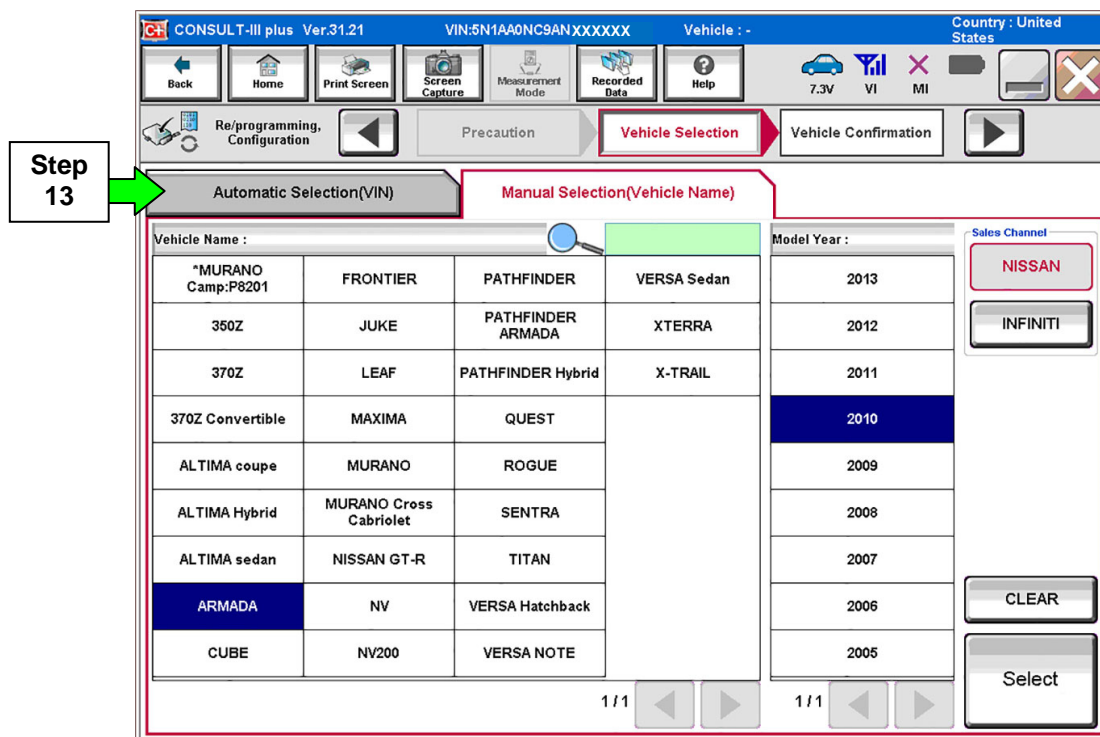 C+ CONSULT-III plus Ver.31.21 VIN:5N1AA0NC9ANXXXXXX Vehicle : - Country : United
States
Back Home Print Screen Screen
Capture Measurement
Mode Recorded
Data Help 7.3V VI MI
Re/programming,
Configuration Precaution Vehicle Selection Vehicle Confirmation
Step
13
Automatic Selection(VIN) Manual Selection(Vehicle Name)
Vehicle Name : Model Year : Sales Channel
*MURANO
Camp:P8201 FRONTIER PATHFINDER VERSA Sedan 2013 NISSAN
350Z JUKE PATHFINDER
ARMADA XTERRA 2012 INFINITI
370Z LEAF PATHFINDER Hybrid X-TRAIL 2011
370Z Convertible MAXIMA QUEST 2010
ALTIMA coupe MURANO ROGUE 2009
ALTIMA Hybrid MURANO Cross
Cabriolet SENTRA 2008
ALTIMA sedan NISSAN GT-R TITAN 2007
ARMADA NV VERSA Hatchback 2006 CLEAR
CUBE NV200 VERSA NOTE 2005
Select
1/1 1/1